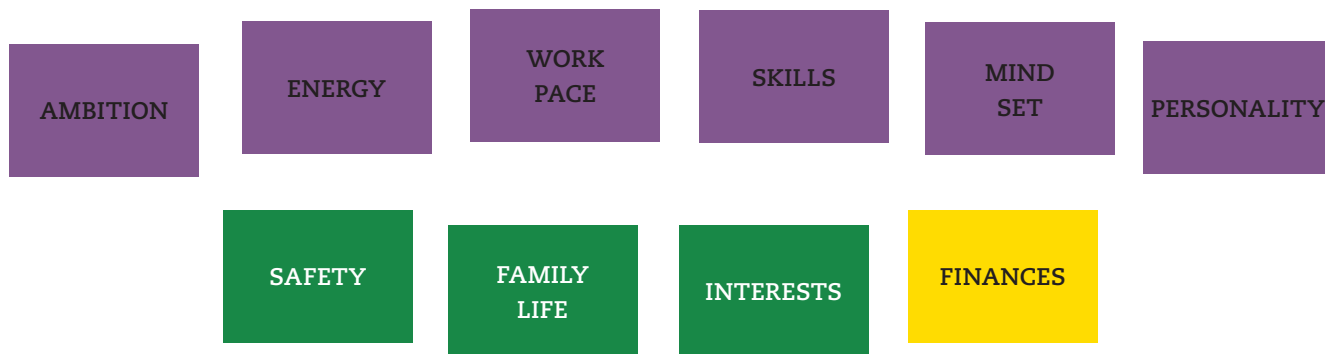 AMBITION
ENERGY
WORK
PACE
SKILLS
MIND
SET
PERSONALITY
SAFETY
FAMILY
LIFE
INTERESTS
FINANCES